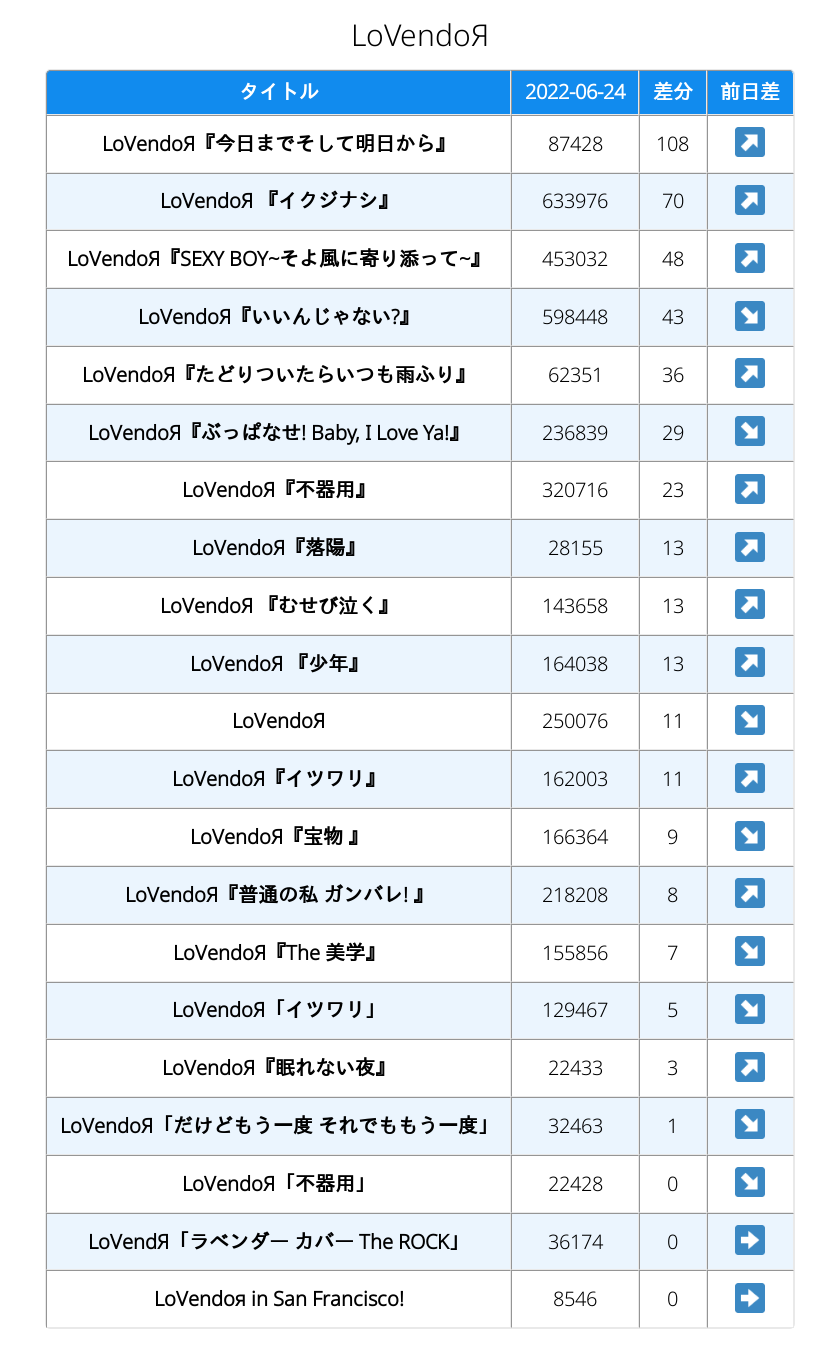 LoVendoЯ
タイトル 2022-06-24 差分 前日差
LoVendoЯ『今日までそして明日から』 87428 108
LoVendoЯ 『イクジナシ』 633976 70
LoVendoЯ『SEXY BOY~そよ風に寄り添って~』 453032 48
LoVendoЯ『いいんじゃない?』 598448 43
LoVendoЯ『たどりついたらいつも雨ふり』 62351 36
LoVendoЯ『ぶっぱなせ! Baby, I Love Ya!』 236839 29
LoVendoЯ『不器用』 320716 23
LoVendoЯ『落陽』 28155 13
LoVendoЯ 『むせび泣く』 143658 13
LoVendoЯ 『少年』 164038 13
LoVendoЯ 250076 11
LoVendoЯ『イツワリ』 162003 11
LoVendoЯ『宝物 』 166364 9
LoVendoЯ『普通の私 ガンバレ! 』 218208 8
LoVendoЯ『The 美学』 155856 7
LoVendoЯ「イツワリ」 129467 5
LoVendoЯ『眠れない夜』 22433 3
LoVendoЯ「だけどもう一度 それでももう一度」 32463 1
LoVendoЯ「不器用」 22428 0
LoVendЯ「ラベンダー カバー The ROCK」 36174 0
LoVendoя in San Francisco! 8546 0